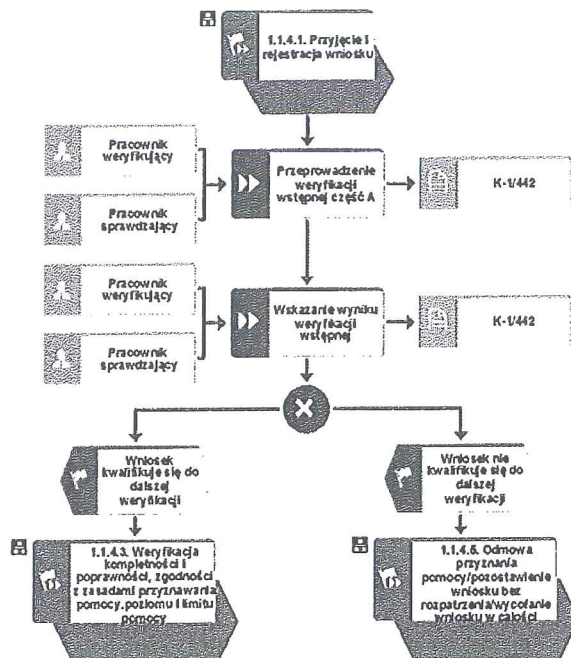 1.1.4.1. Przyjęcie i
rejestracja wniosku
Pracownik
weryfikujący
Pracownik
sprawdzający
Przeprowadzenie
weryfikacji
wstępnej część A
K-1/442
Pracownik
weryfikujący
Pracownik
sprawdzający
Wskazanie wyniku
weryfikacji
wstępnej
K-1/442
Wniosek
kwalifikuje się do
dalszej
weryfikacji
Wniosek nie
kwalifikuje się do
dalszej
weryfikacji
1.1.4.3. Weryfikacja
kompletności i
poprawności, zgodności
z zasadami przyznawania
pomocy, poziomu i limitu
pomocy
1.1.4.5. Odmowa
przyznania
pomocy/pozostawienie
wniosku bez
rozpatrzenia/wycofanie
wniosku w całości